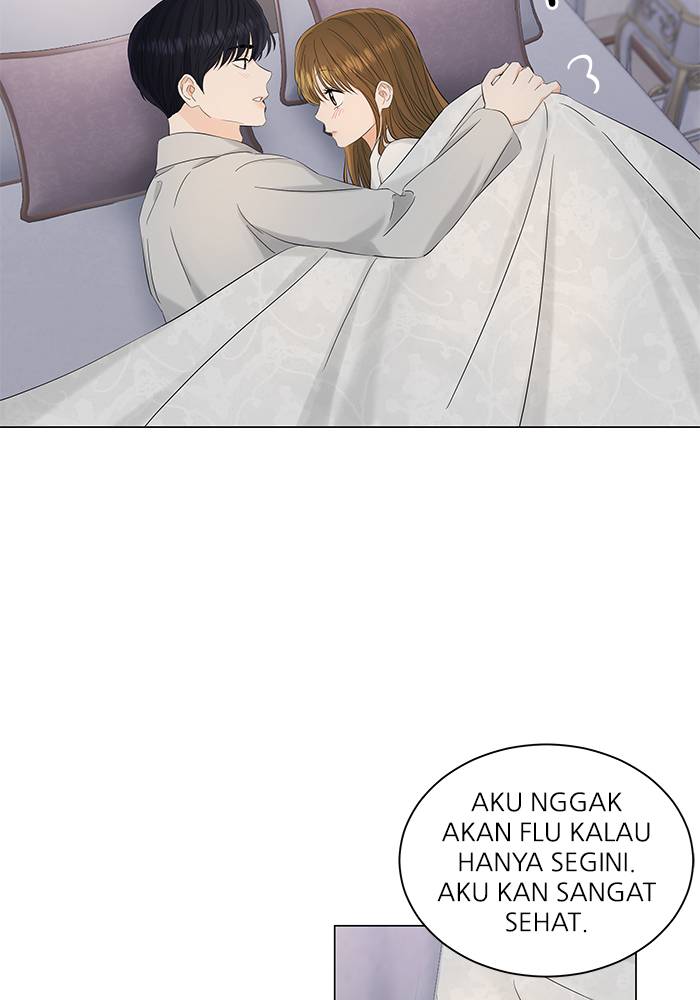 AKU NGGAK
AKAN FLU KALAU
HANYA SEGINI.
AKU KAN SANGAT
SEHAT.